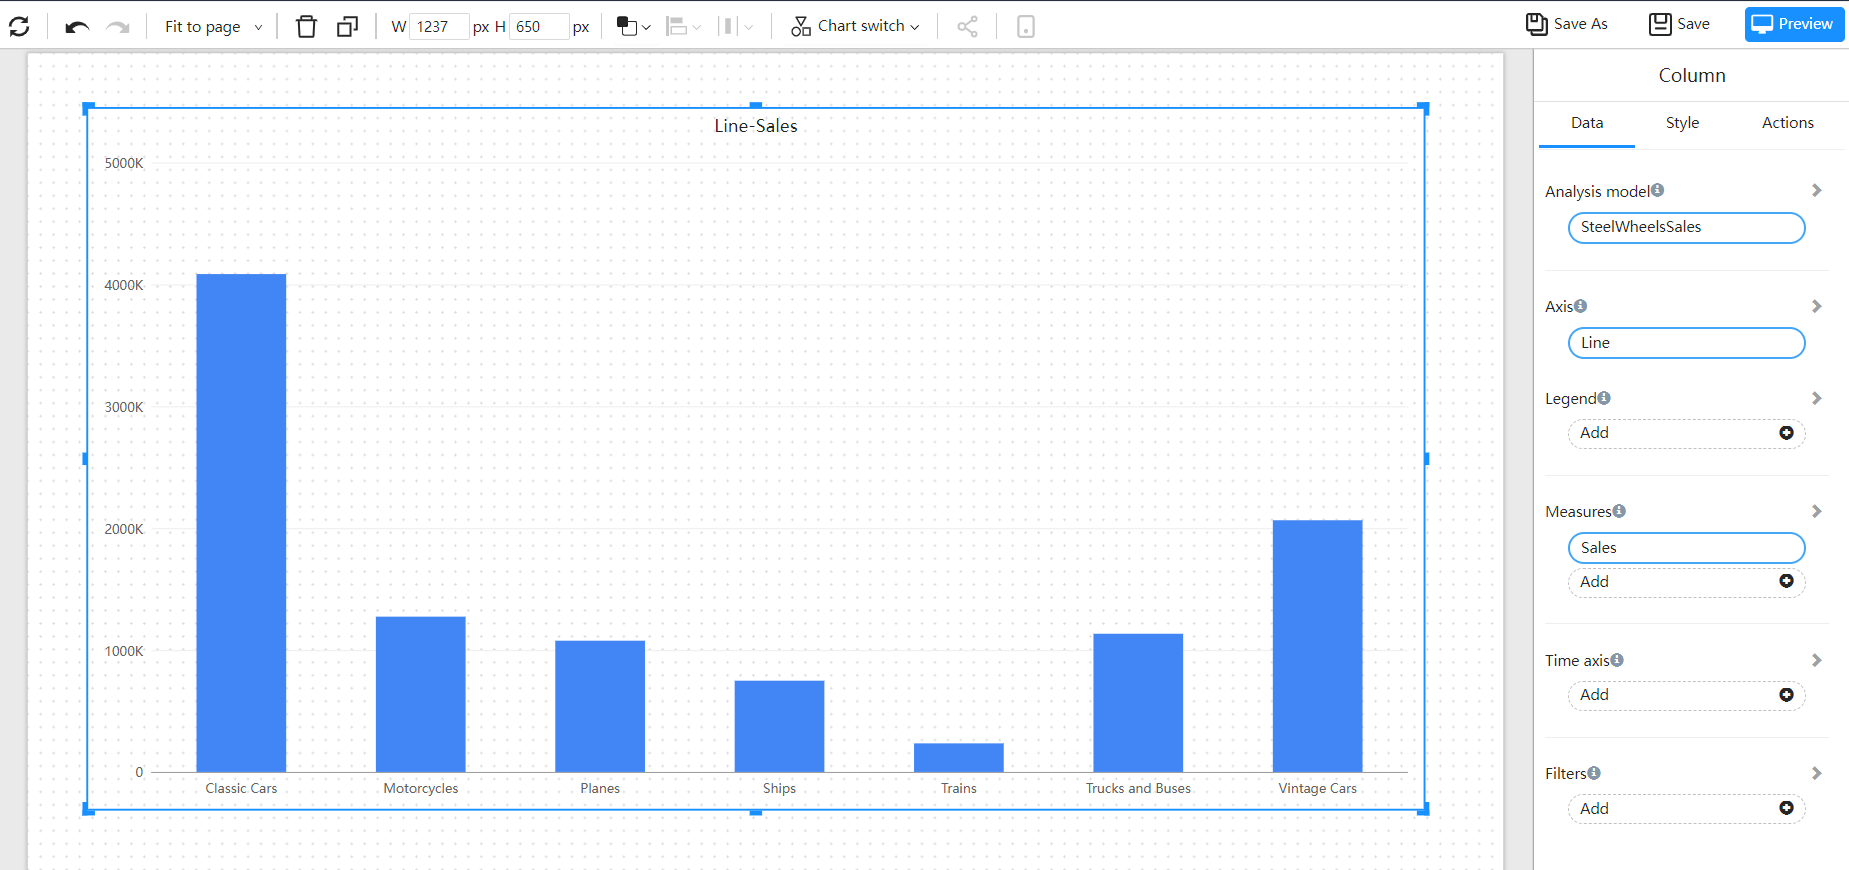 Fit to page
W 1237 px H 650 px
Chart switch
Save As
Save
Preview
Line-Sales
5000K
4000K
3000K
2000K
1000K
0
Classic Cars Motorcycles Planes Ships Trains Trucks and Buses Vintage Cars
Column
Data Style Actions
Analysis model
SteelWheelsSales
Axis
Line
Legend
Add
Measures
Sales
Add
Time axis
Add
Filters
Add